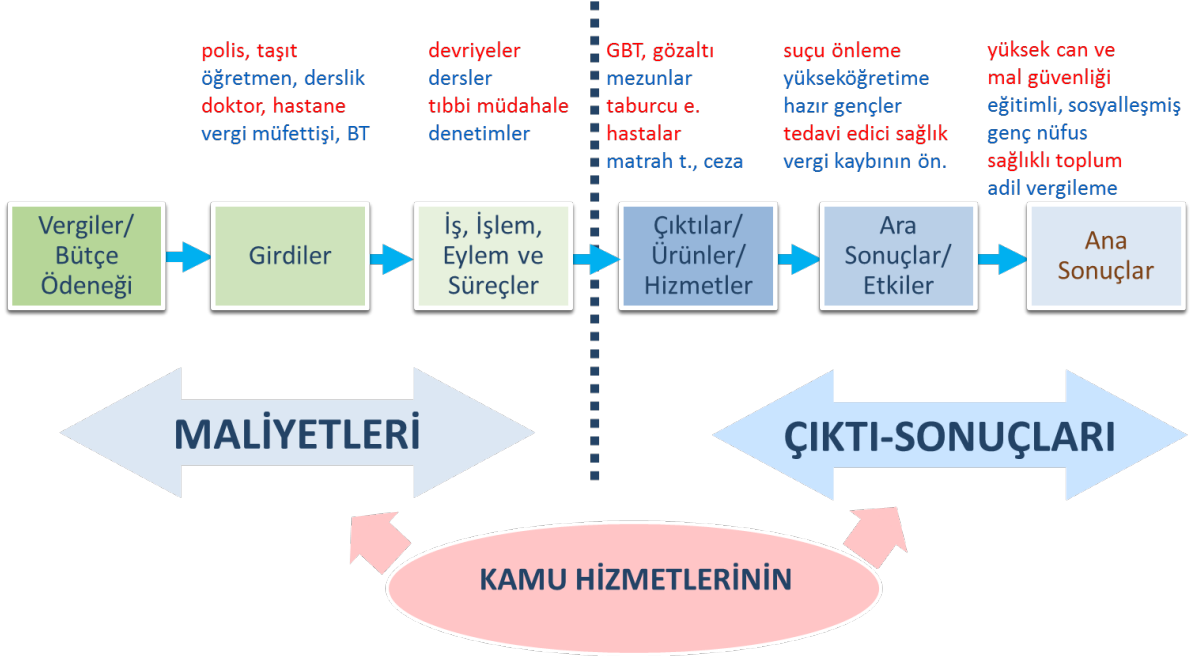 polis, taşıt
öğretmen, derslik
doktor, hastane
vergi müfettişi, BT
devriyeler
dersler
tıbbi müdahale
denetimler
GBT, gözaltı
mezunlar
taburcu e.
hastalar
matrah t., ceza
suçu önleme
yükseköğretime
hazır gençler
tedavi edici sağlık
vergi kaybının ön.
yüksek can ve
mal güvenliği
eğitimli, sosyalleşmiş
genç nüfus
sağlıklı toplum
adil vergileme
Vergiler/
Bütçe
Ödeneği
Girdiler
İş, İşlem,
Eylem ve
Süreçler
Çıktılar/
Ürünler/
Hizmetler
Ara
Sonuçlar/
Etkiler
Ana
Sonuçlar
MALİYETLERİ
ÇIKTI-SONUÇLARI
KAMU HİZMETLERİNİN